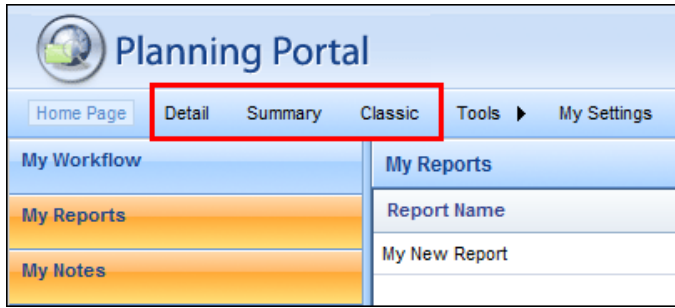 Planning Portal
Home Page Detail Summary Classic Tools My Settings
My Workflow
My Reports
My Notes
My Reports
Report Name
My New Report